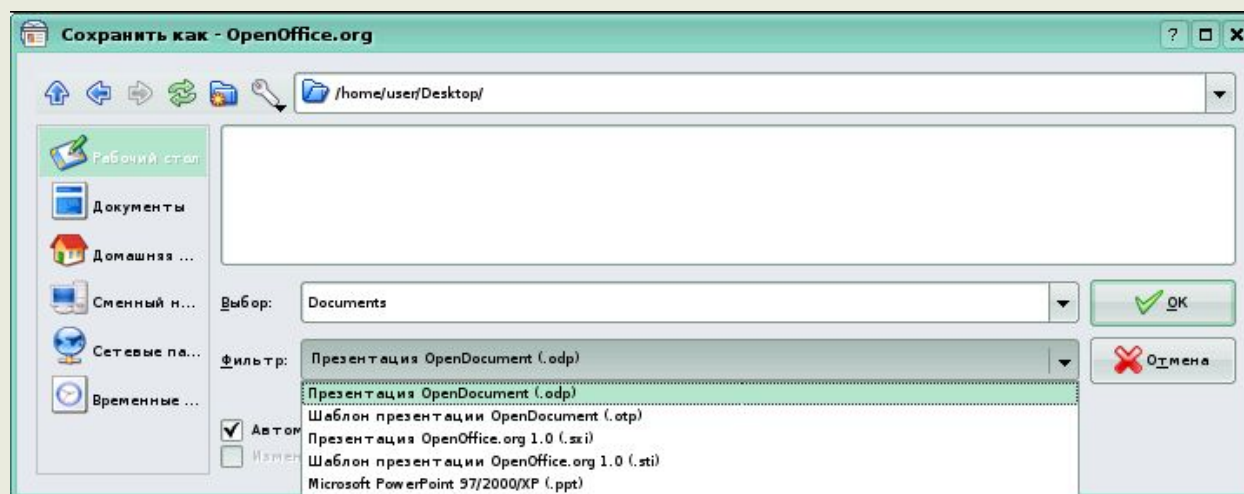 Сохранить как - OpenOffice.org
/home/user/Desktop/
Рабочий стол
Документы
Домашняя ...
Сменный н...
Сетевые па...
Временные ...
Выбор:
Documents
OK
Фильтр:
Презентация OpenDocument (.odp)
Отмена
Презентация OpenDocument (.odp)
Шаблон презентации OpenDocument (.otp)
Презентация OpenOffice.org 1.0 (.sxi)
Шаблон презентации OpenOffice.org 1.0 (.sti)
Microsoft PowerPoint 97/2000/XP (.ppt)
Автом
Измен